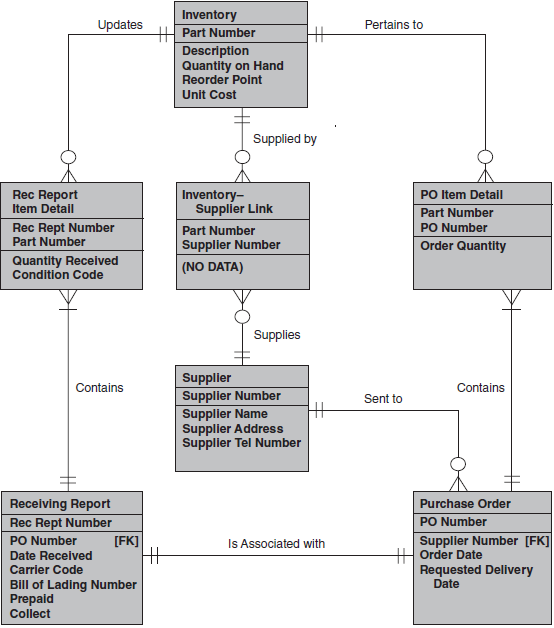 Inventory
Part Number
Description
Quantity on Hand
Reorder Point
Unit Cost
Updates
Pertains to
Supplied by
Rec Report
Item Detail
Rec Rept Number
Part Number
Quantity Received
Condition Code
Inventory–
Supplier Link
Part Number
Supplier Number
(NO DATA)
PO Item Detail
Part Number
PO Number
Order Quantity
Supplies
Contains
Supplier
Supplier Number
Supplier Name
Supplier Address
Supplier Tel Number
Sent to
Contains
Receiving Report
Rec Rept Number
PO Number [FK]
Date Received
Carrier Code
Bill of Lading Number
Prepaid
Collect
Is Associated with
Purchase Order
PO Number
Supplier Number [FK]
Order Date
Requested Delivery
Date